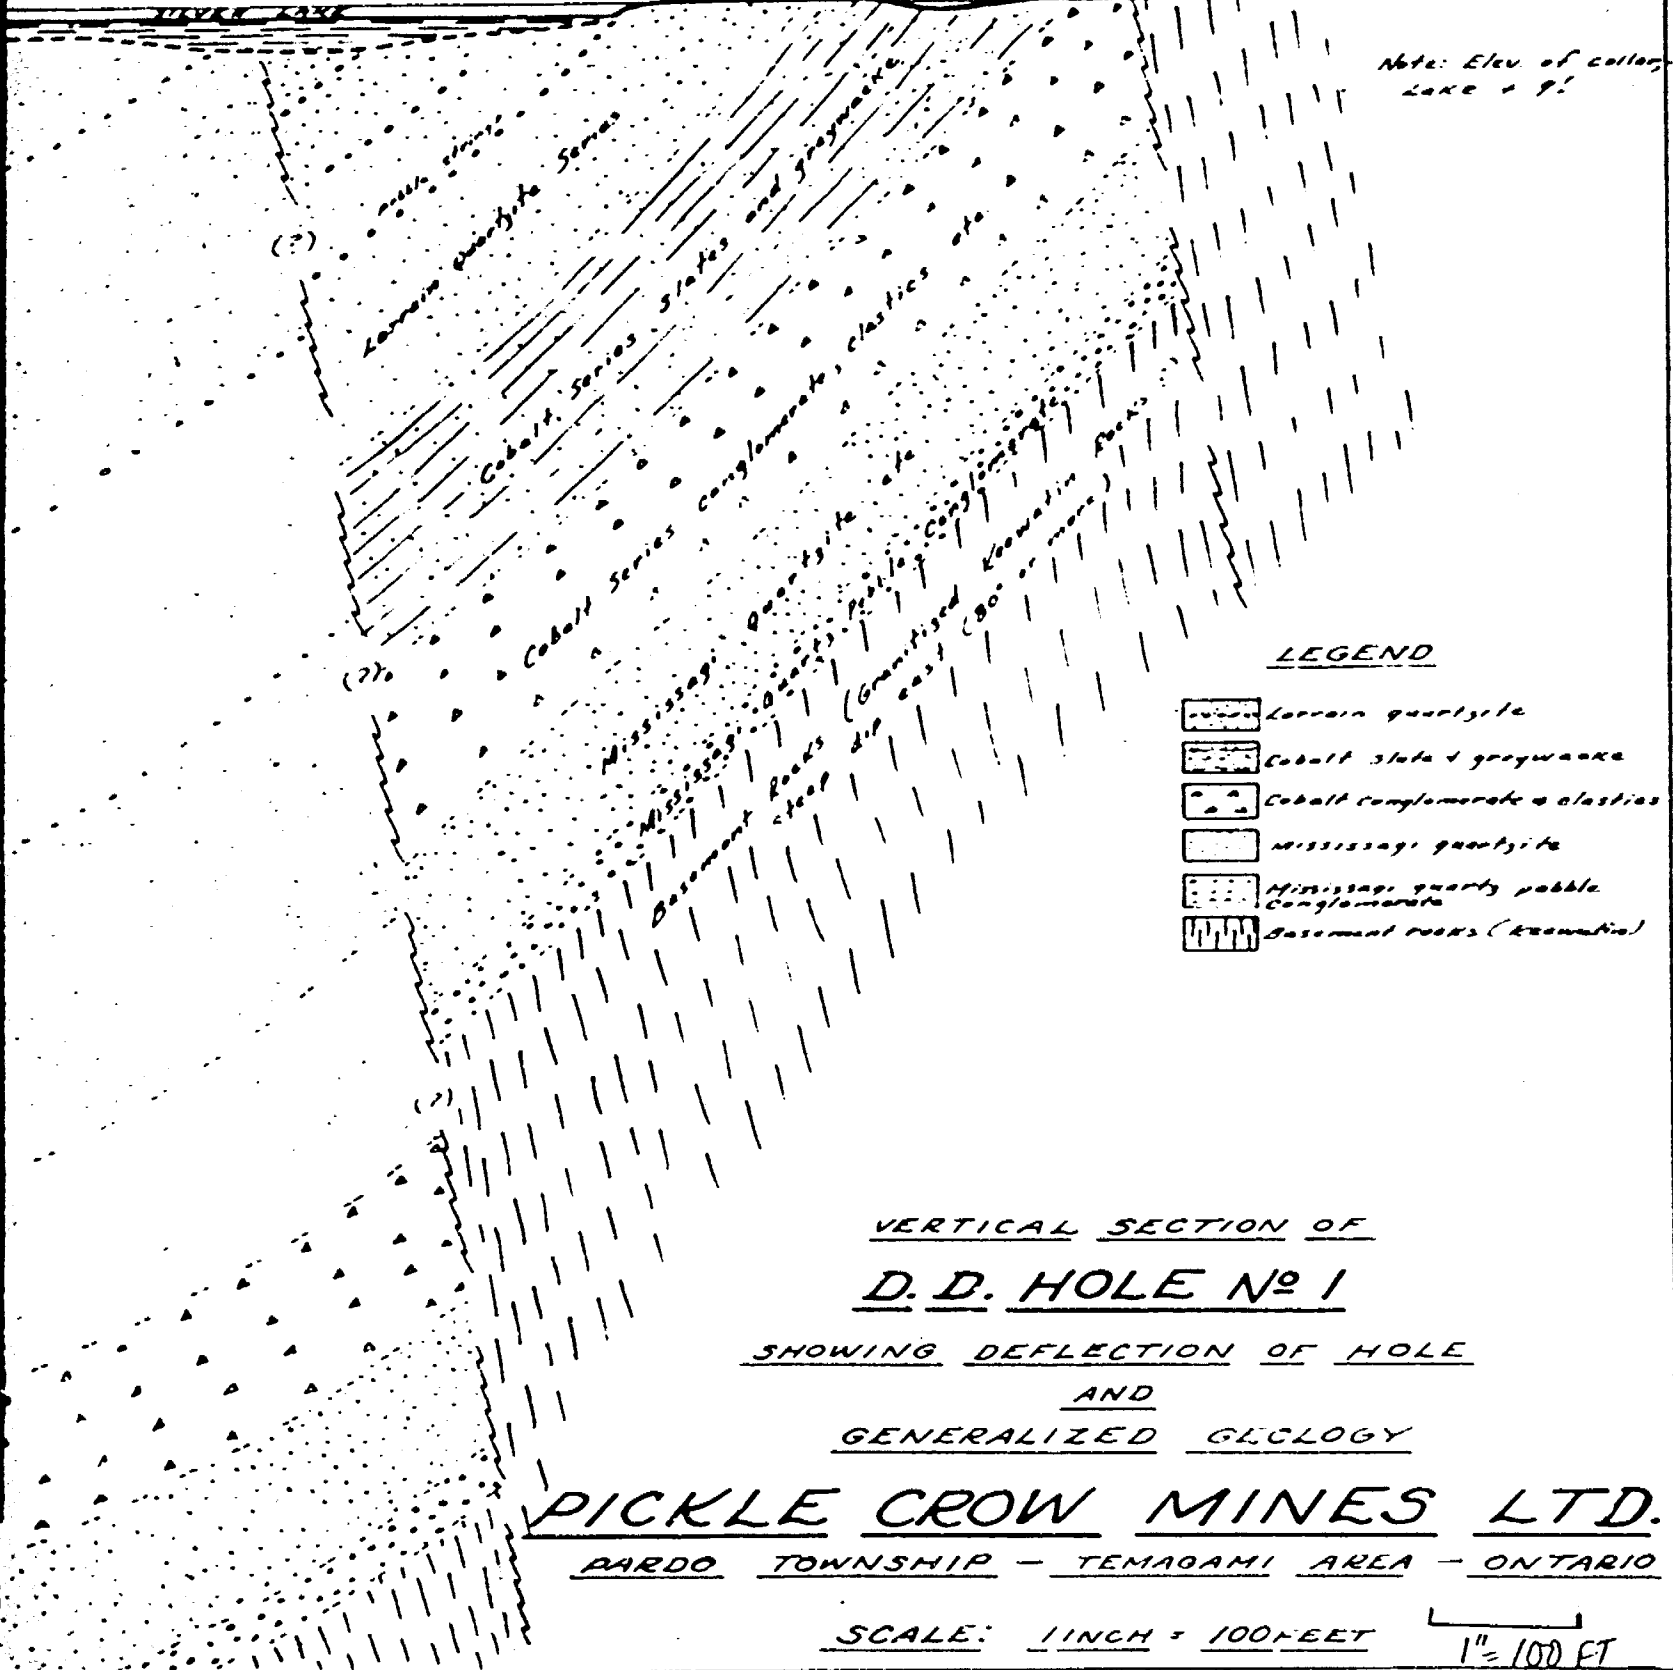 SILVER LAKE
Note: Elev. of collar,
Lake + 9!
pebble strings
Lorrain Quartzite Series
(?)
Cobalt Series Slates and greywacke
Cobalt Series conglomerate, clastics etc
Mississagi Quartzite etc
Mississagi Quartz Pebble Conglomerate
Basement Rocks (Granitised Keewatin Rocks
steep dip east (80° or more)
(?)
(?)
LEGEND
Lorrain quartzite
Cobalt slate & greywacke
Cobalt conglomerate & clastics
Mississagi quartzite
Mississagi quartz pebble
conglomerate
Basement rocks (Keewatin)
VERTICAL SECTION OF
D.D. HOLE Nº 1
SHOWING DEFLECTION OF HOLE
AND
GENERALIZED GEOLOGY
PICKLE CROW MINES LTD.
PARDO TOWNSHIP - TEMAGAMI AREA - ONTARIO
SCALE: 1 INCH = 100 FEET
1" = 100 FT